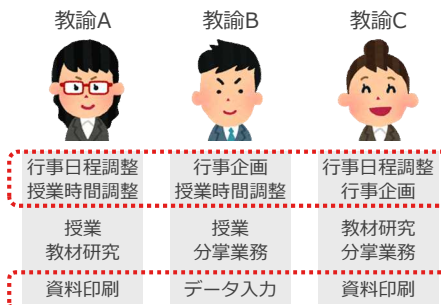 教諭A 教諭B 教諭C
行事日程調整 行事企画 行事日程調整
授業時間調整 授業時間調整 行事企画
授業 授業 教材研究
教材研究 分掌業務 分掌業務
資料印刷 データ入力 資料印刷